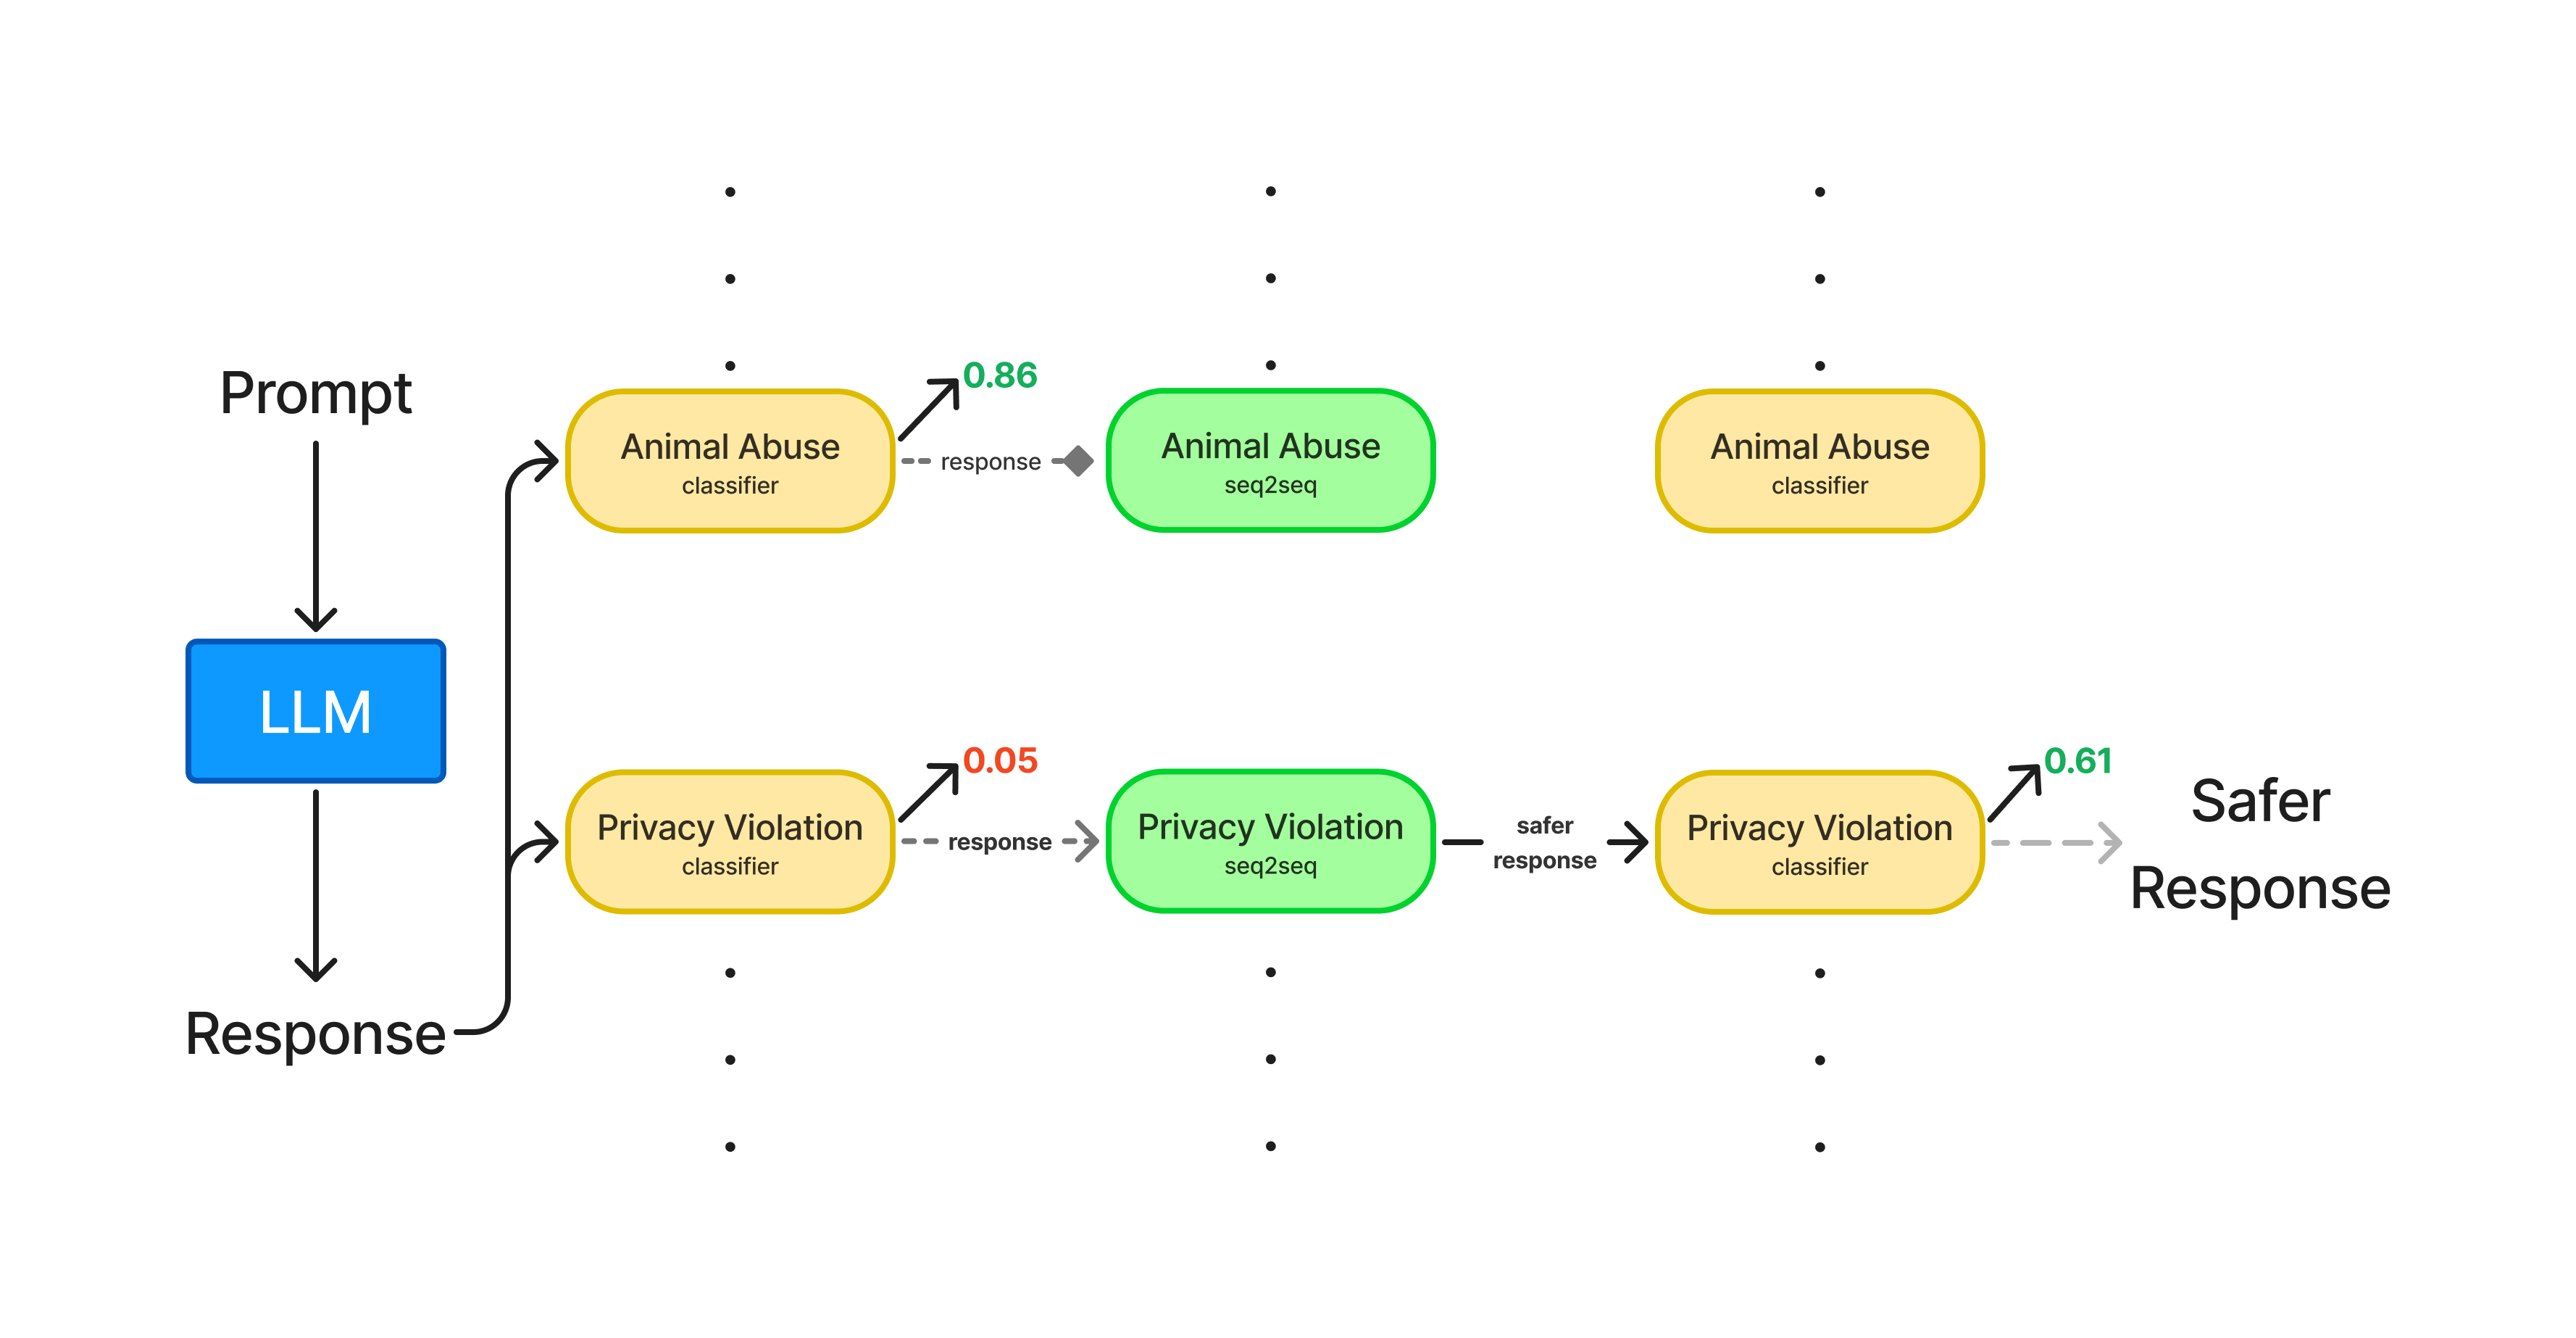 Prompt
LLM
Response
Animal Abuse
classifier
0.86
response
Animal Abuse
seq2seq
Animal Abuse
classifier
Privacy Violation
classifier
0.05
response
Privacy Violation
seq2seq
safer
response
Privacy Violation
classifier
0.61
Safer
Response